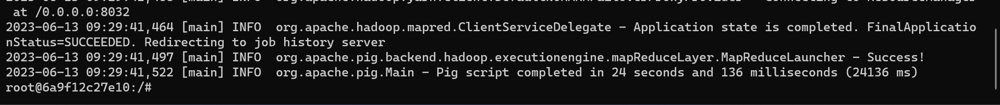 at /0.0.0.0:8032
2023-06-13 09:29:41,464 [main] INFO  org.apache.hadoop.mapred.ClientServiceDelegate - Application state is completed. FinalApplicatio
nStatus=SUCCEEDED. Redirecting to job history server
2023-06-13 09:29:41,497 [main] INFO  org.apache.pig.backend.hadoop.executionengine.mapReduceLayer.MapReduceLauncher - Success!
2023-06-13 09:29:41,522 [main] INFO  org.apache.pig.Main - Pig script completed in 24 seconds and 136 milliseconds (24136 ms)
root@6a9f12c27e10:/#